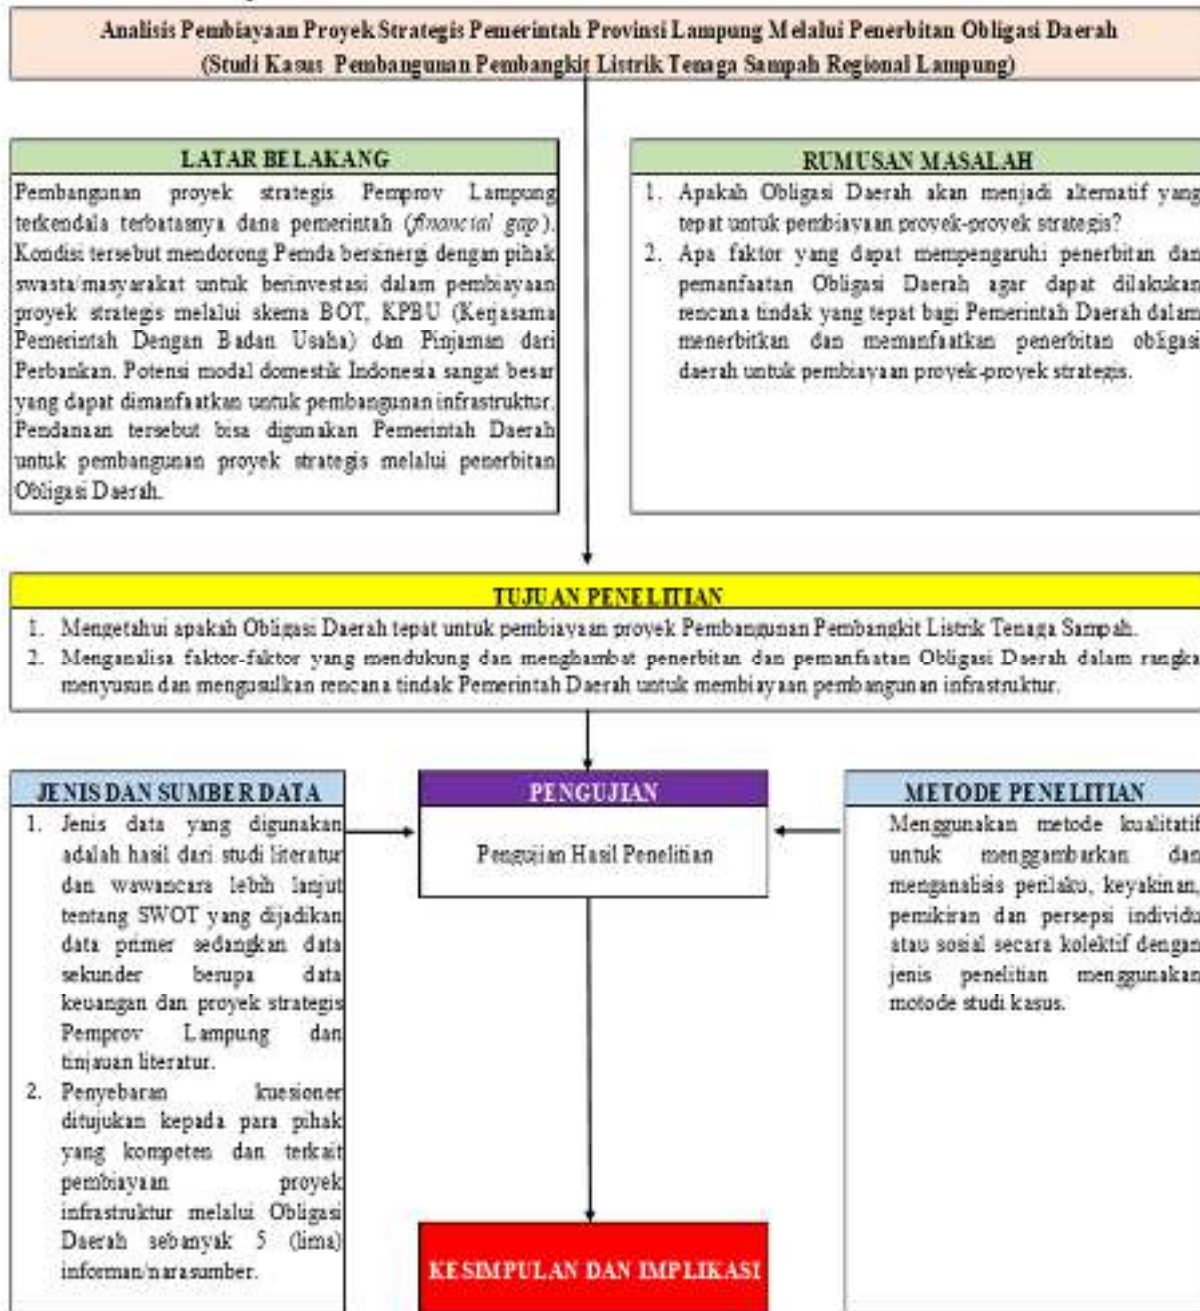 Analisis Pembiayaan Proyek Strategis Pemerintah Provinsi Lampung Melalui Penerbitan Obligasi Daerah
(Studi Kasus Pembangunan Pembangkit Listrik Tenaga Sampah Regional Lampung)
LATAR BELAKANG
Pembangunan proyek strategis Pemprov Lampung
terkendala terbatasnya dana pemerintah (financial gap).
Kondisi tersebut mendorong Pemda bersinergi dengan pihak
swasta/masyarakat untuk berinvestasi dalam pembiayaan
proyek strategis melalui skema BOT, KPBU (Kerjasama
Pemerintah Dengan Badan Usaha) dan Pinjaman dari
Perbankan. Potensi modal domestik Indonesia sangat besar
yang dapat dimanfaatkan untuk pembangunan infrastruktur.
Pendanaan tersebut bisa digunakan Pemerintah Daerah
untuk pembangunan proyek strategis melalui penerbitan
Obligasi Daerah.
RUMUSAN MASALAH
1. Apakah Obligasi Daerah akan menjadi alternatif yang
tepat untuk pembiayaan proyek-proyek strategis?
2. Apa faktor yang dapat mempengaruhi penerbitan dan
pemanfaatan Obligasi Daerah agar dapat dilakukan
rencana tindak yang tepat bagi Pemerintah Daerah dalam
menerbitkan dan memanfaatkan penerbitan obligasi
daerah untuk pembiayaan proyek-proyek strategis.
TUJUAN PENELITIAN
1. Mengetahui apakah Obligasi Daerah tepat untuk pembiayaan proyek Pembangunan Pembangkit Listrik Tenaga Sampah.
2. Menganalisa faktor-faktor yang mendukung dan menghambat penerbitan dan pemanfaatan Obligasi Daerah dalam rangka
menyusun dan mengusulkan rencana tindak Pemerintah Daerah untuk membiayaan pembangunan infrastruktur.
JENIS DAN SUMBER DATA
1. Jenis data yang digunakan
adalah hasil dari studi literatur
dan wawancara lebih lanjut
tentang SWOT yang dijadikan
data primer sedangkan data
sekunder berupa data
keuangan dan proyek strategis
Pemprov Lampung dan
tinjauan literatur.
2. Penyebaran kuesioner
ditujukan kepada para pihak
yang kompeten dan terkait
pembiayaan proyek
infrastruktur melalui Obligasi
Daerah sebanyak 5 (lima)
informan/narasumber.
PENGUJIAN
Pengujian Hasil Penelitian
METODE PENELITIAN
Menggunakan metode kualitatif
untuk menggambarkan dan
menganalisis perilaku, keyakinan,
pemikiran dan persepsi individu
atau sosial secara kolektif dengan
jenis penelitian menggunakan
motode studi kasus.
KESIMPULAN DAN IMPLIKASI